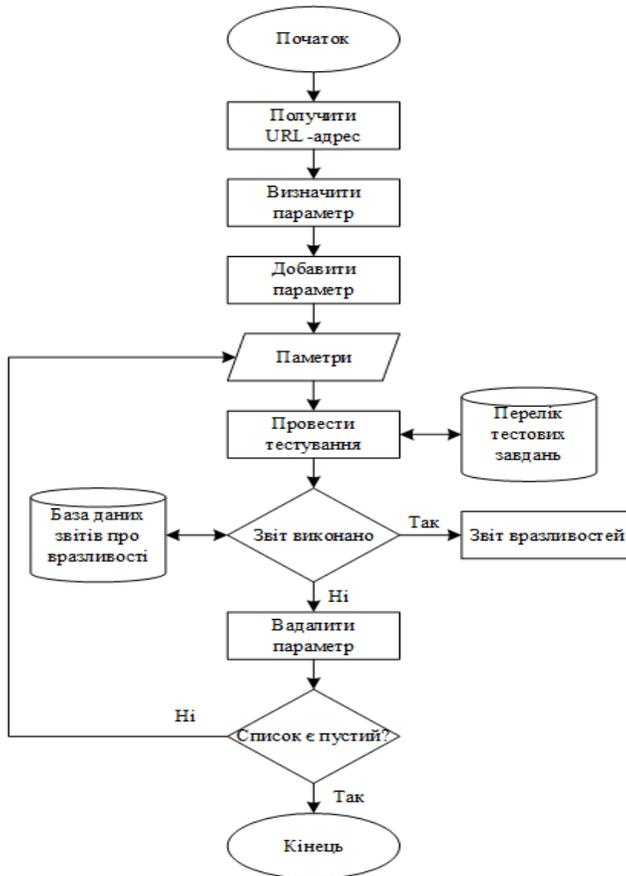 Початок
Получити
URL -адрес
Визначити
параметр
Добавити
параметр
Паметри
Провести
тестування
Перелік
тестових
завдань
База даних
звітів про
вразливості
Звіт виконано
Так
Звіт вразливостей
Ні
Вадалити
параметр
Ні
Список є пустий?
Так
Кінець